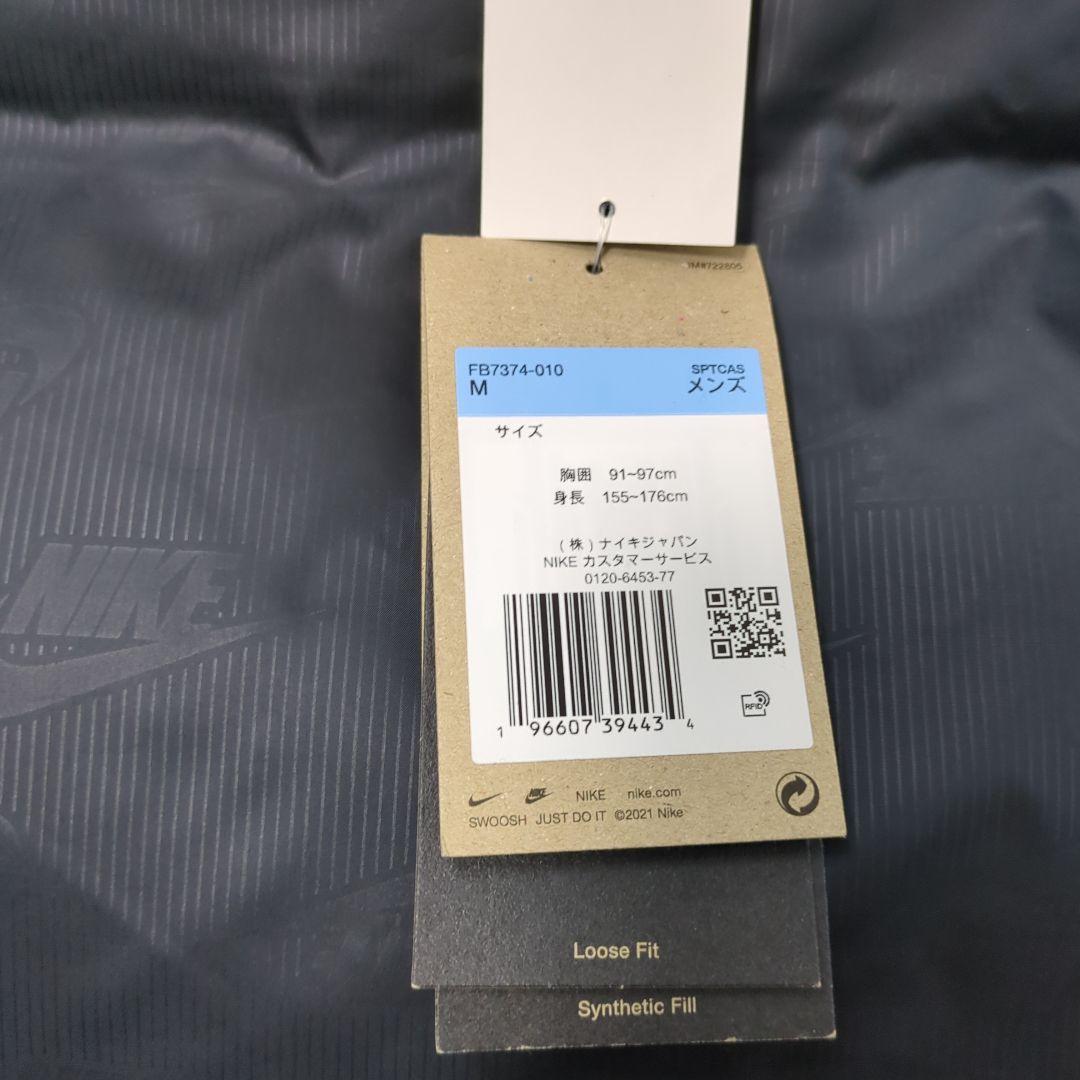 IM#722805
FB7374-010 SPTCAS
M メンズ
サイズ
胸囲 91~97cm
身長 155~176cm
(株)ナイキジャパン
NIKE カスタマーサービス
0120-6453-77
RFID
1 96607 39443 4
NIKE nike.com
SWOOSH JUST DO IT ©2021 Nike
Loose Fit
Synthetic Fill
NIKE